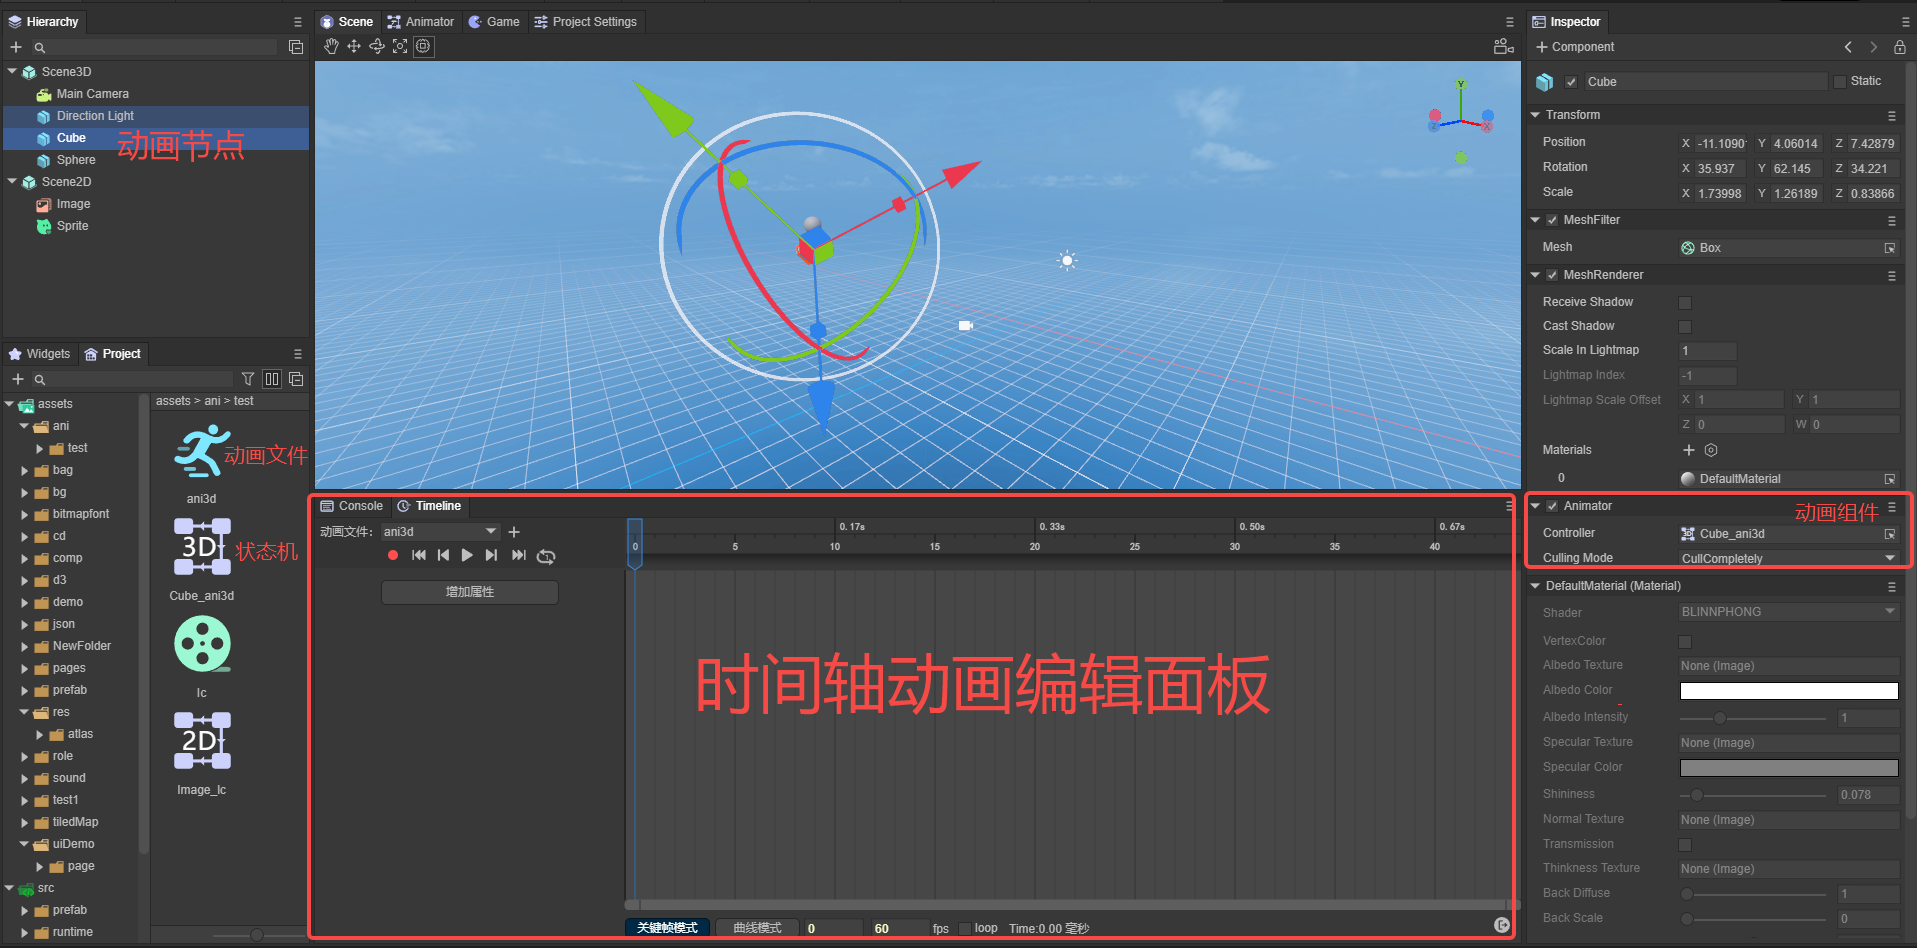 Hierarchy
Scene3D
Main Camera
Direction Light
Cube
动画节点
Sphere
Scene2D
Image
Sprite
Scene
Animator
Game
Project Settings
Y
Widgets
Project
assets
ani
test
bag
bg
bitmapfont
cd
comp
d3
demo
json
NewFolder
pages
prefab
res
atlas
role
sound
test1
tiledMap
uiDemo
page
src
prefab
runtime
assets > ani > test
动画文件
ani3d
3D
状态机
Cube_ani3d
lc
2D
Image_lc
Console
Timeline
动画文件:
ani3d
增加属性
0.17s
0.33s
0.50s
0.67s
0
5
10
15
20
25
30
35
40
时间轴动画编辑面板
关键帧模式
曲线模式
0
60
fps
loop
Time:0.00 毫秒
Inspector
Component
Cube
Static
Transform
Position
X -11.1090
Y 4.06014
Z 7.42879
Rotation
X 35.937
Y 62.145
Z 34.221
Scale
X 1.73998
Y 1.26189
Z 0.83866
MeshFilter
Mesh
Box
MeshRenderer
Receive Shadow
Cast Shadow
Scale In Lightmap
1
Lightmap Index
-1
Lightmap Scale Offset
X 1
Y 1
Z 0
W 0
Materials
0
DefaultMaterial
Animator
动画组件
Controller
Cube_ani3d
Culling Mode
CullCompletely
DefaultMaterial (Material)
Shader
BLINNPHONG
VertexColor
Albedo Texture
None (Image)
Albedo Color
Albedo Intensity
1
Specular Texture
None (Image)
Specular Color
Shininess
0.078
Normal Texture
None (Image)
Transmission
Thinkness Texture
None (Image)
Back Diffuse
1
Back Scale
0